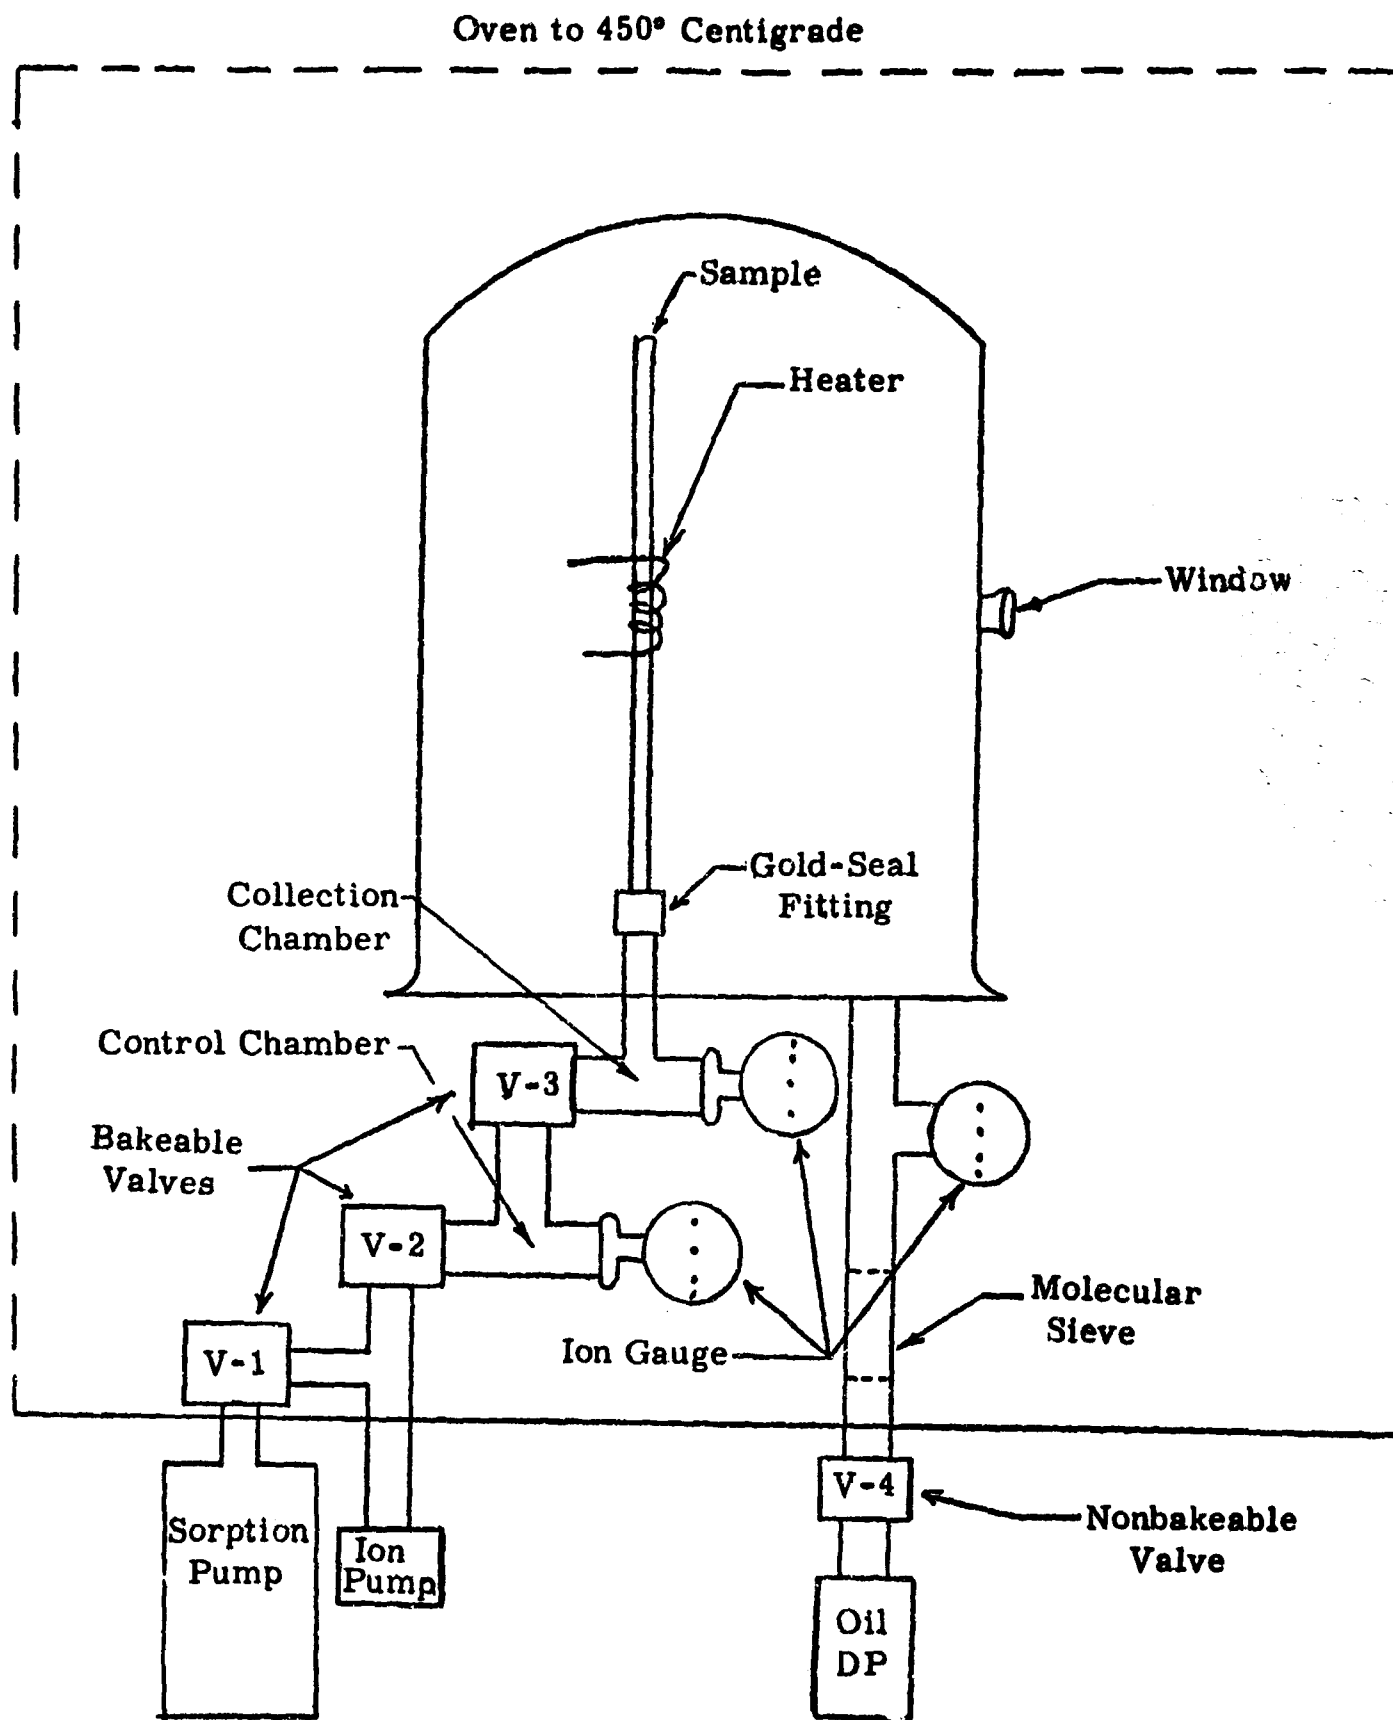 Oven to 450° Centigrade
Sample
Heater
Window
Gold-Seal
Fitting
Collection
Chamber
Control Chamber
V-3
Bakeable
Valves
V-2
Molecular
Sieve
V-1
Ion Gauge
V-4
Nonbakeable
Valve
Sorption
Pump
Ion
Pump
Oil
DP